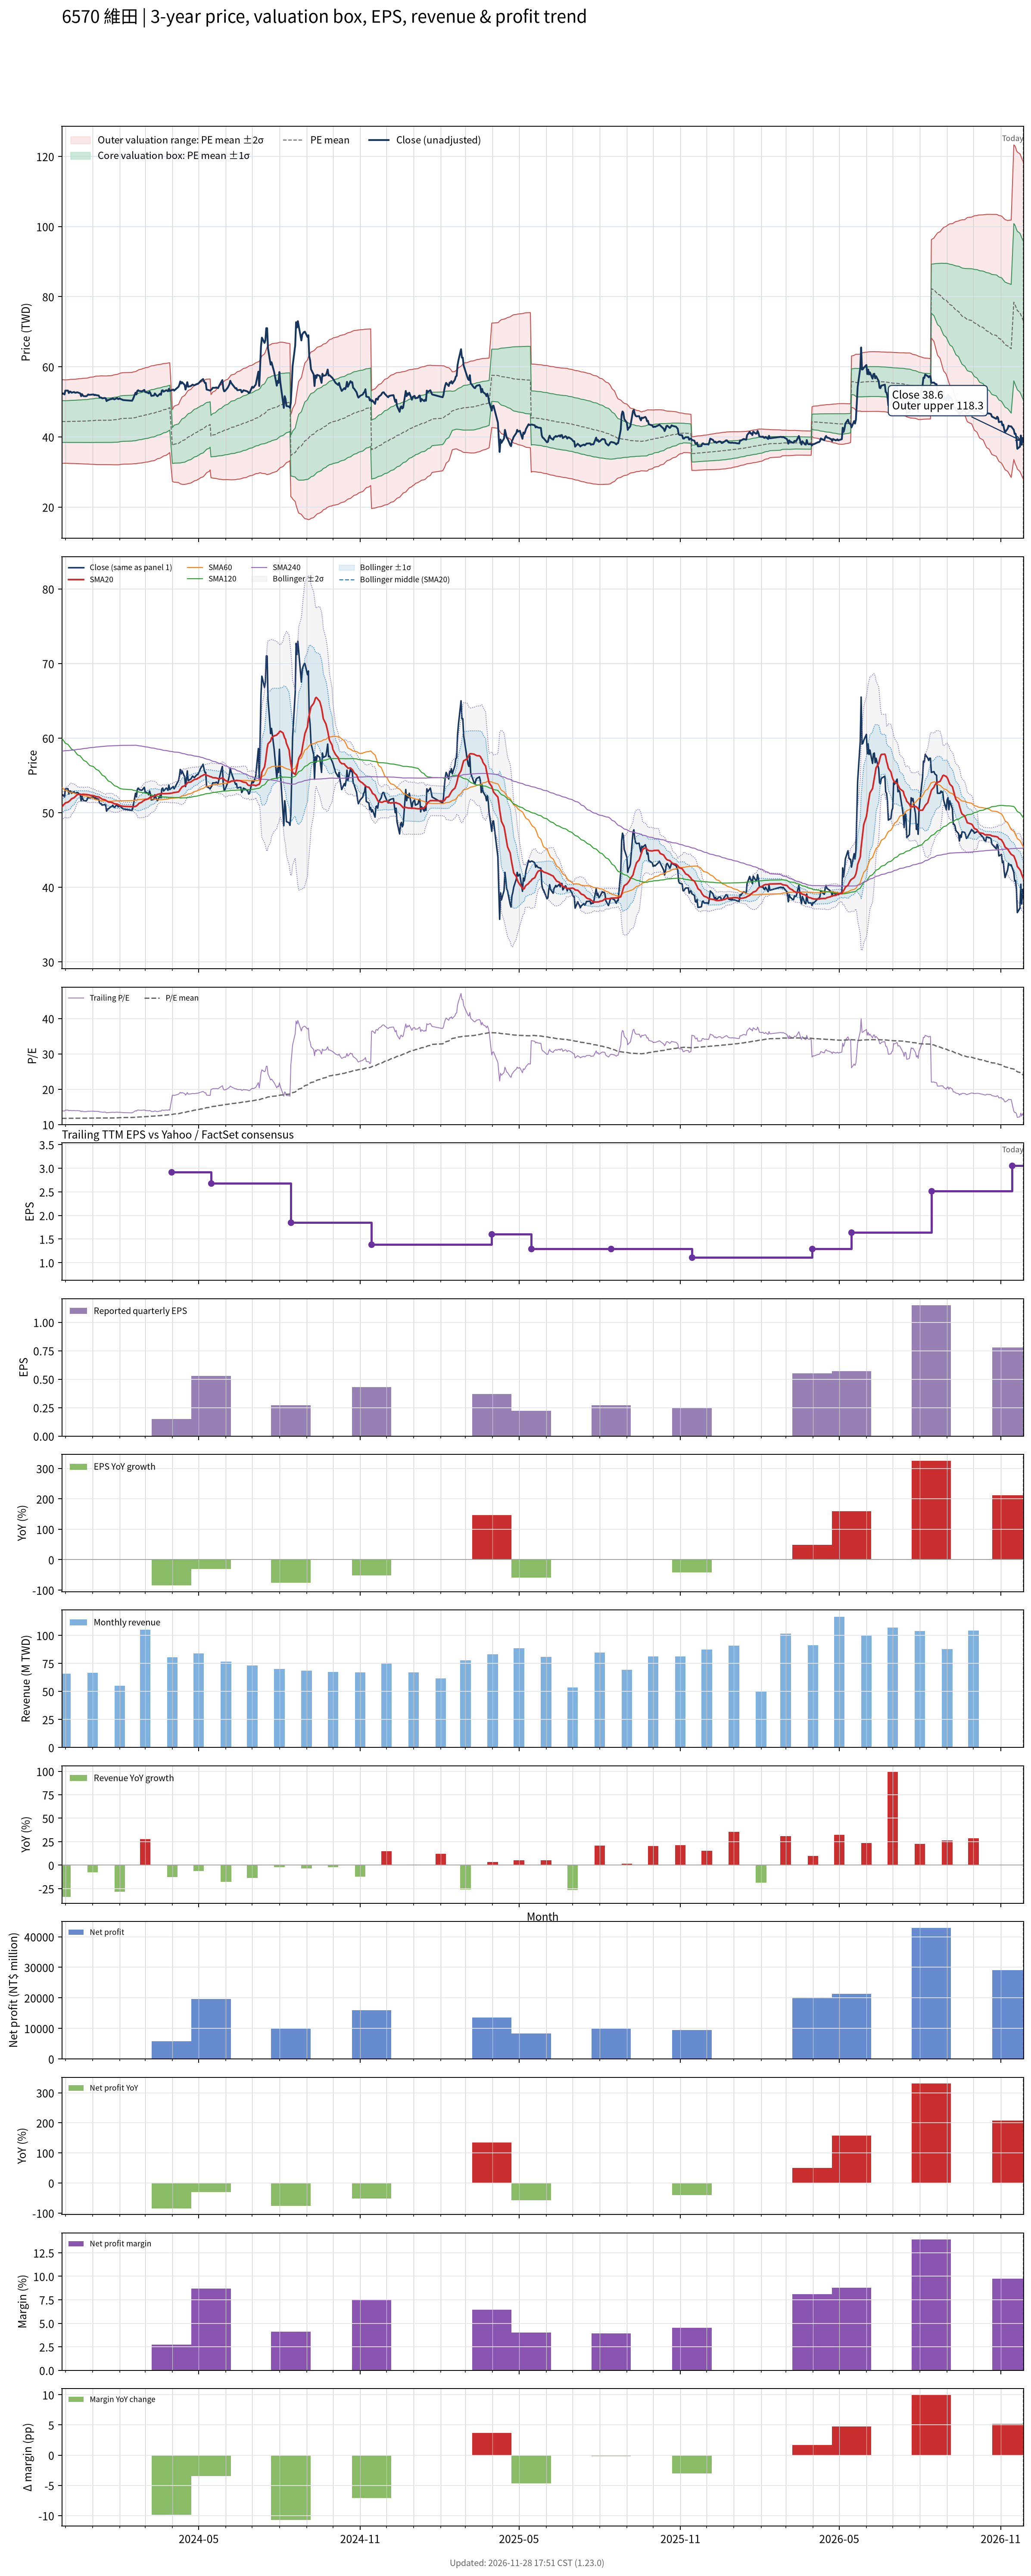 6570 維田 | 3-year price, valuation box, EPS, revenue & profit trend
Outer valuation range: PE mean ±2σ
PE mean
Close (unadjusted)
Core valuation box: PE mean ±1σ
Today
120
100
80
60
40
20
Price (TWD)
Close 38.6
Outer upper 118.3
Close (same as panel 1)
SMA60
SMA240
Bollinger ±1σ
SMA20
SMA120
Bollinger ±2σ
Bollinger middle (SMA20)
80
70
60
50
40
30
Price
Trailing P/E
P/E mean
40
30
20
10
P/E
Trailing TTM EPS vs Yahoo / FactSet consensus
Today
3.5
3.0
2.5
2.0
1.5
1.0
EPS
Reported quarterly EPS
1.00
0.75
0.50
0.25
0.00
EPS
EPS YoY growth
300
200
100
0
-100
YoY (%)
Monthly revenue
100
75
50
25
0
Revenue (M TWD)
Revenue YoY growth
100
75
50
25
0
-25
YoY (%)
Month
Net profit
40000
30000
20000
10000
0
Net profit (NT$ million)
Net profit YoY
300
200
100
0
-100
YoY (%)
Net profit margin
12.5
10.0
7.5
5.0
2.5
0.0
Margin (%)
Margin YoY change
10
5
0
-5
-10
Δ margin (pp)
2024-05
2024-11
2025-05
2025-11
2026-05
2026-11
Updated: 2026-11-28 17:51 CST (1.23.0)